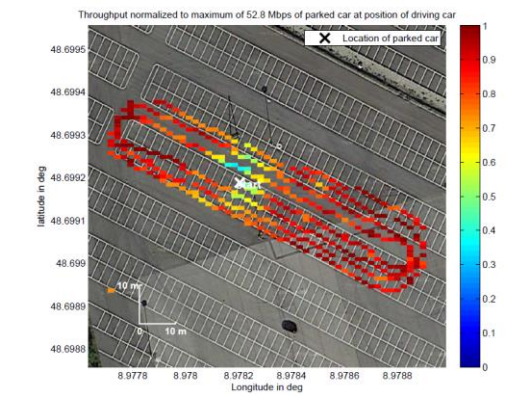 Throughput normalized to maximum of 52.8 Mbps of parked car at position of driving car
Location of parked car
48.6995
48.6994
48.6993
48.6992
48.6991
48.699
48.6989
48.6988
latitude in deg
10 m
0 10 m
8.9778 8.978 8.9782 8.9784 8.9786 8.9788
Longitude in deg
1
0.9
0.8
0.7
0.6
0.5
0.4
0.3
0.2
0.1
0